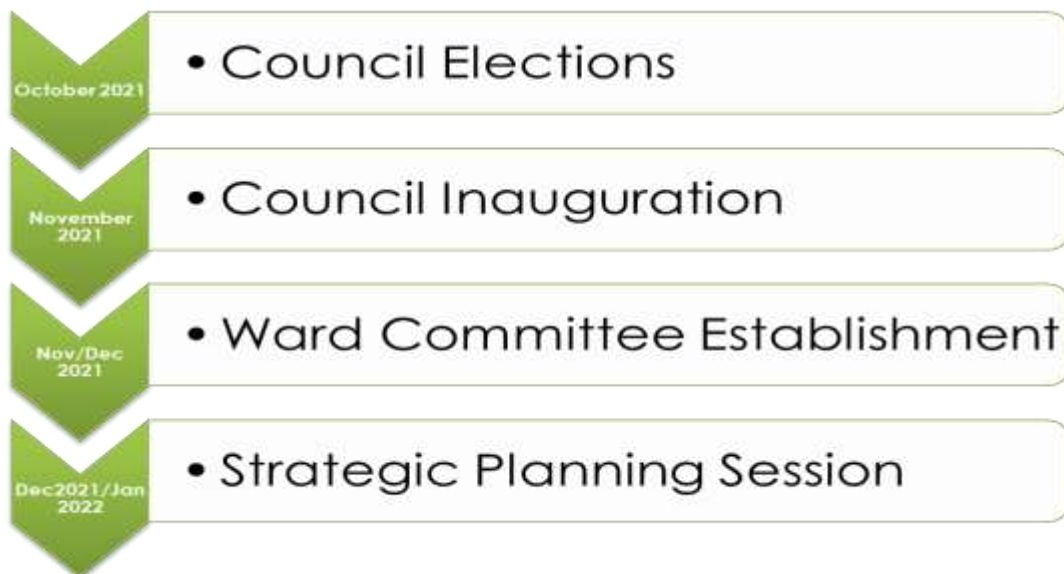 October 2021
• Council Elections
November
2021
• Council Inauguration
Nov/Dec
2021
• Ward Committee Establishment
Dec2021/Jan
2022
• Strategic Planning Session